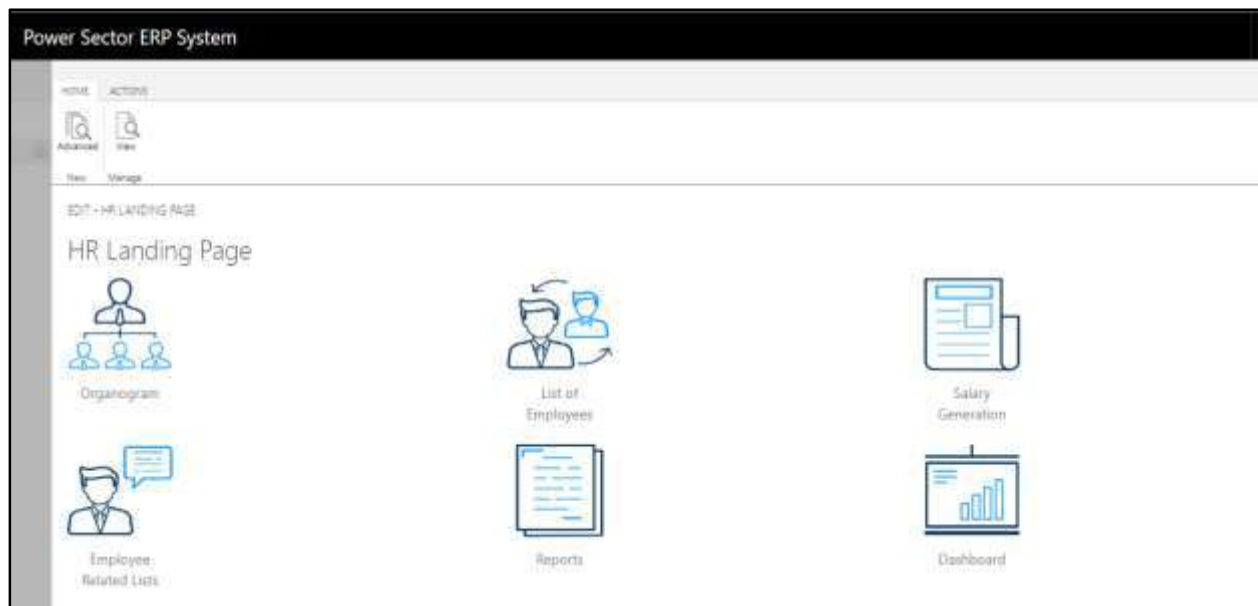 Power Sector ERP System
HOME ACTIONS
Advanced View
New Manage
EDIT - HR LANDING PAGE
HR Landing Page
Organogram
List of
Employees
Salary
Generation
Employee
Related Lists
Reports
Dashboard